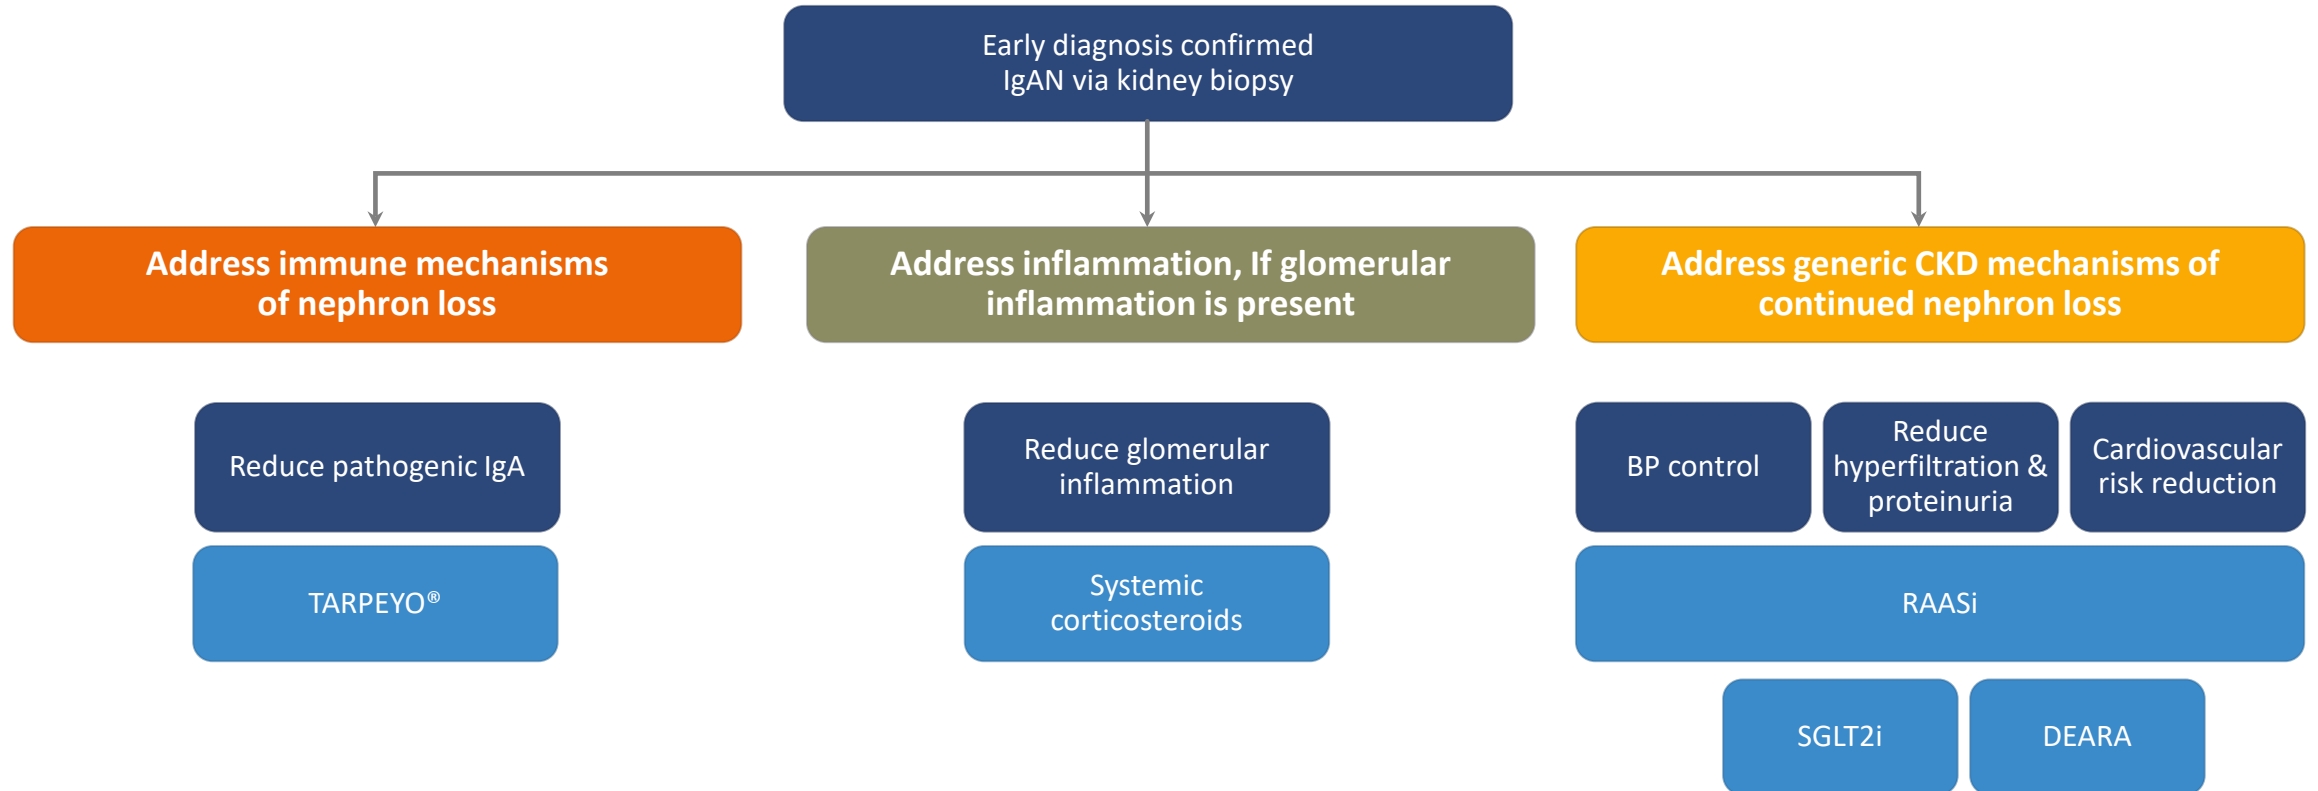 Early diagnosis confirmed
IgAN via kidney biopsy
Address immune mechanisms
of nephron loss
Address inflammation, If glomerular
inflammation is present
Address generic CKD mechanisms of
continued nephron loss
Reduce pathogenic IgA
Reduce glomerular
inflammation
BP control
Reduce
hyperfiltration &
proteinuria
Cardiovascular
risk reduction
TARPEYO®
Systemic
corticosteroids
RAASi
SGLT2i
DEARA